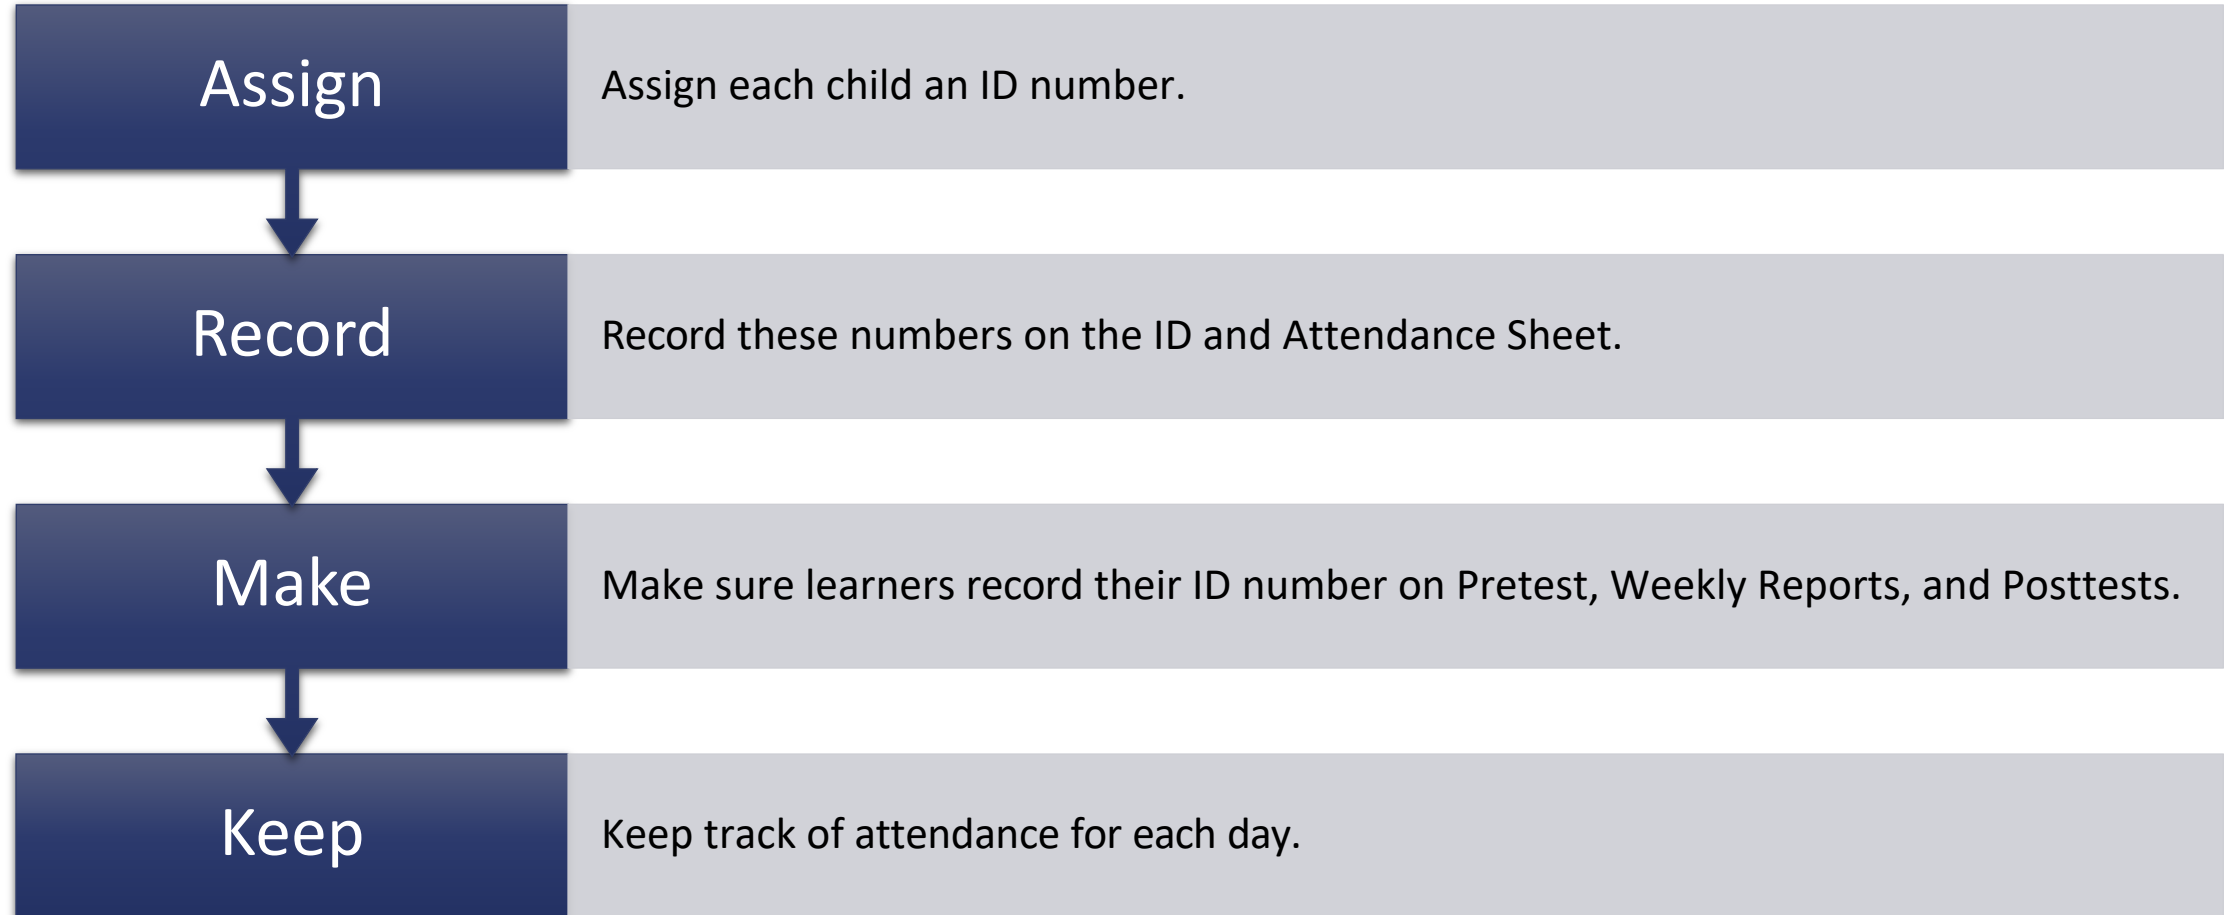 Assign
Assign each child an ID number.
Record
Record these numbers on the ID and Attendance Sheet.
Make
Make sure learners record their ID number on Pretest, Weekly Reports, and Posttests.
Keep
Keep track of attendance for each day.